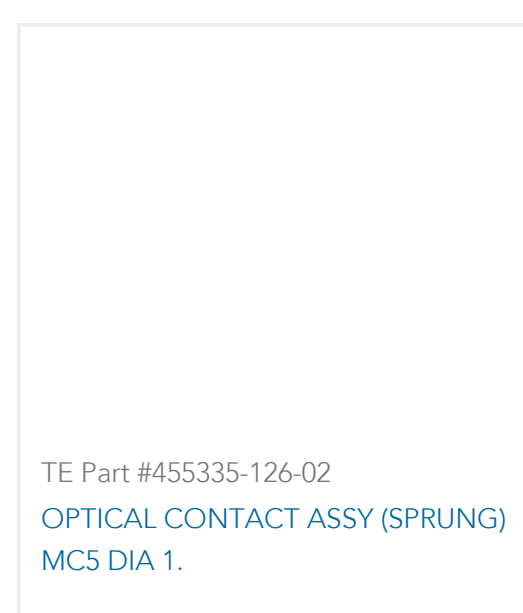 TE Part #455335-126-02
OPTICAL CONTACT ASSY (SPRUNG)
MC5 DIA 1.